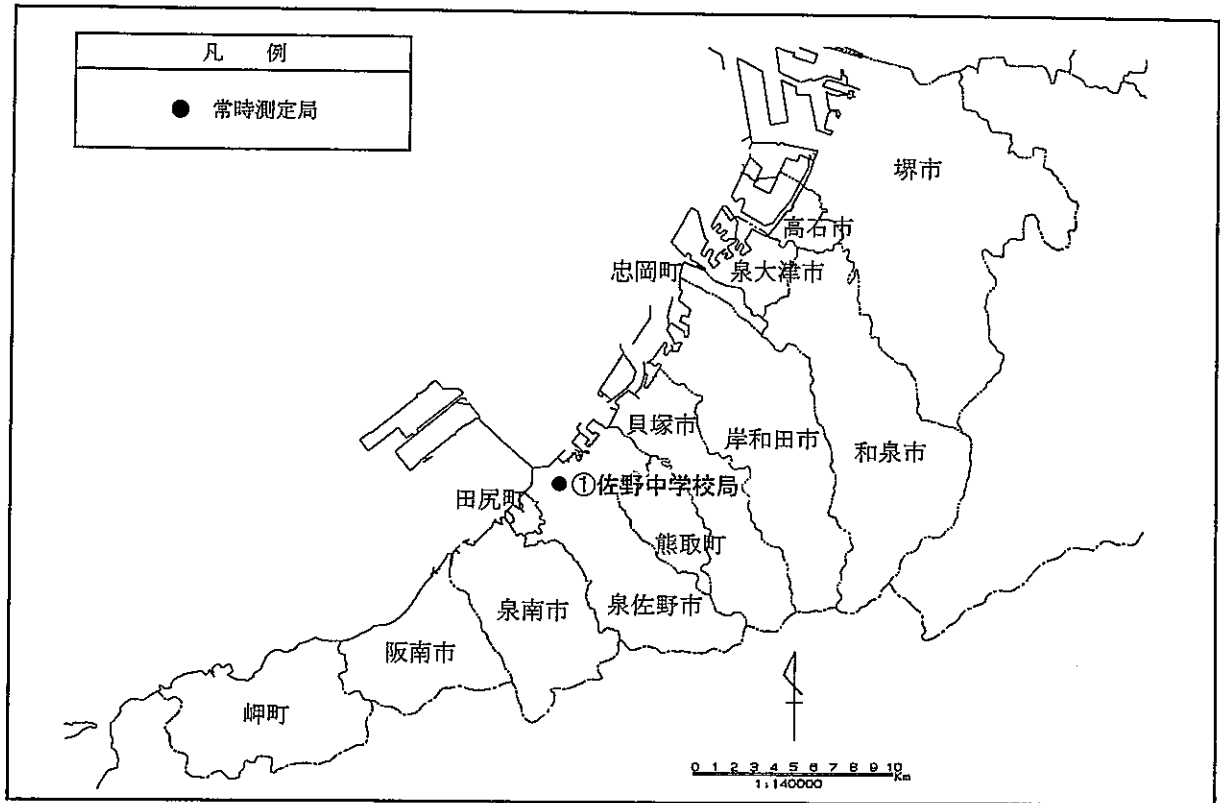 凡 例
● 常時測定局
堺市
高石市
忠岡町
泉大津市
貝塚市
岸和田市
和泉市
①佐野中学校局
田尻町
熊取町
泉南市
泉佐野市
阪南市
岬町
0 1 2 3 4 5 6 7 8 9 10 Km
1:140000